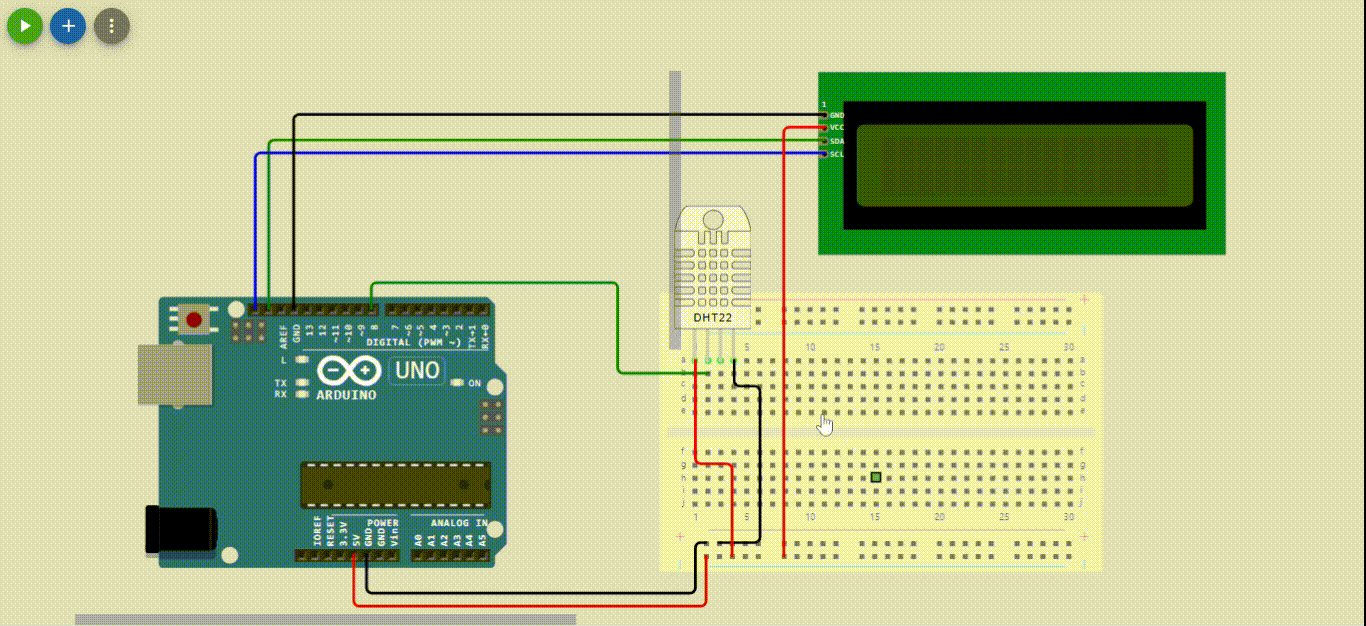 1
GND
VCC
SDA
SCL
DHT22
AREF
GND
13
12
~11
~10
~9
8
7
~6
~5
~4
~3
2
TX→1
RX←0
DIGITAL (PWM ~)
L
TX
RX
UNO
ARDUINO
ON
IOREF
RESET
3.3V
5V
GND
GND
Vin
POWER
ANALOG IN
A0
A1
A2
A3
A4
A5
5 10 15 20 25 30
a a
b b
c c
d d
e e
f f
g g
h h
i i
j j
1 5 10 15 20 25 30